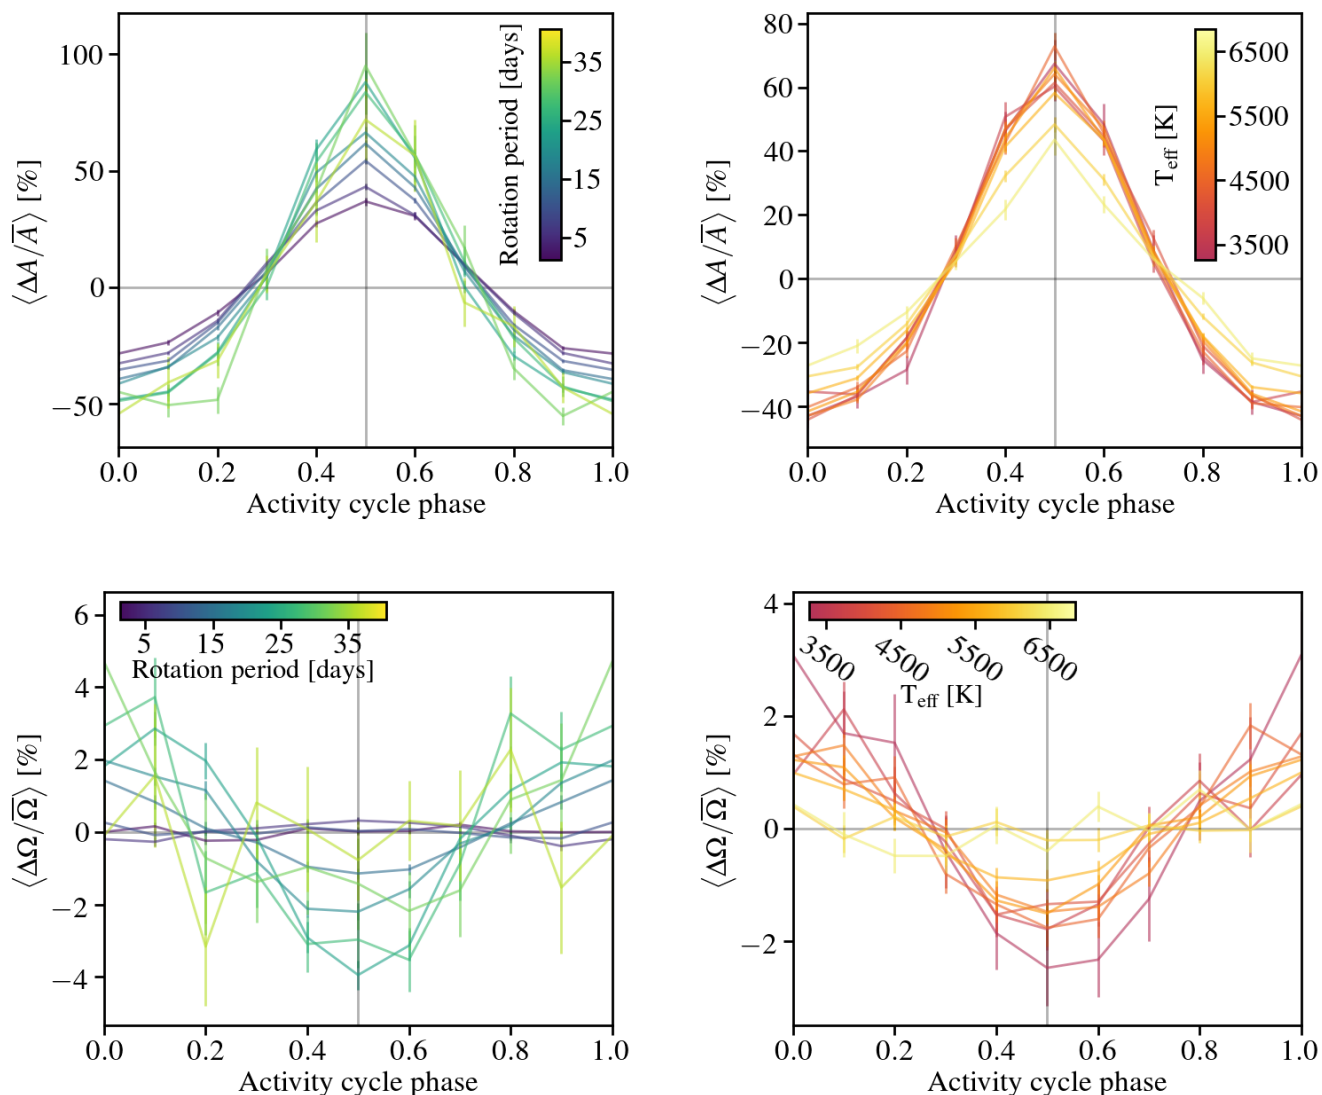 ⟨ΔA/A̅⟩ [%]
100
50
0
−50
Rotation period [days]
35
25
15
5
0.0 0.2 0.4 0.6 0.8 1.0
Activity cycle phase
⟨ΔA/A̅⟩ [%]
80
60
40
20
0
−20
−40
T_eff [K]
6500
5500
4500
3500
0.0 0.2 0.4 0.6 0.8 1.0
Activity cycle phase
⟨ΔΩ/Ω̅⟩ [%]
6
4
2
0
−2
−4
5 15 25 35
Rotation period [days]
0.0 0.2 0.4 0.6 0.8 1.0
Activity cycle phase
⟨ΔΩ/Ω̅⟩ [%]
4
2
0
−2
3500 4500 5500 6500
T_eff [K]
0.0 0.2 0.4 0.6 0.8 1.0
Activity cycle phase